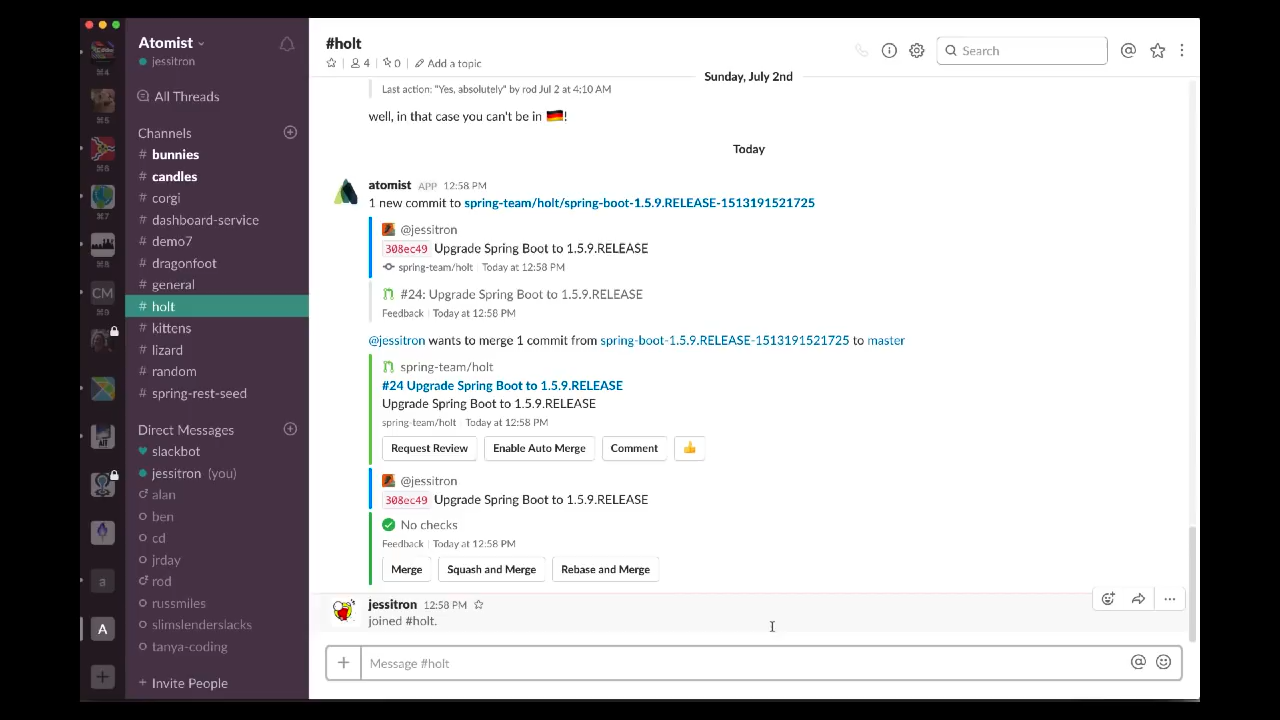 Atomist
jessitron
All Threads
Channels
# bunnies
# candles
# corgi
# dashboard-service
# demo7
# dragonfoot
# general
# holt
# kittens
# lizard
# random
# spring-rest-seed
Direct Messages
slackbot
jessitron (you)
alan
ben
cd
jrday
rod
russmiles
slimslenderslacks
tanya-coding
+ Invite People
⌘4
⌘7
⌘8
CM
⌘9
a
A
#holt
4
0
Add a topic
Search
Sunday, July 2nd
Last action: "Yes, absolutely" by rod Jul 2 at 4:10 AM
well, in that case you can't be in 🇩🇪!
Today
atomist APP 12:58 PM
1 new commit to spring-team/holt/spring-boot-1.5.9.RELEASE-1513191521725
@jessitron
308ec49 Upgrade Spring Boot to 1.5.9.RELEASE
spring-team/holt Today at 12:58 PM
#24: Upgrade Spring Boot to 1.5.9.RELEASE
Feedback Today at 12:58 PM
@jessitron wants to merge 1 commit from spring-boot-1.5.9.RELEASE-1513191521725 to master
spring-team/holt
#24 Upgrade Spring Boot to 1.5.9.RELEASE
Upgrade Spring Boot to 1.5.9.RELEASE
spring-team/holt Today at 12:58 PM
Request Review Enable Auto Merge Comment 👍
@jessitron
308ec49 Upgrade Spring Boot to 1.5.9.RELEASE
No checks
Feedback Today at 12:58 PM
Merge Squash and Merge Rebase and Merge
jessitron 12:58 PM
joined #holt.
Message #holt